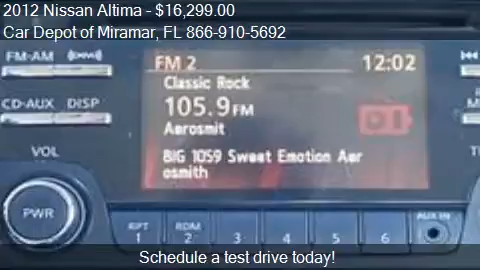 2012 Nissan Altima - $16,299.00
Car Depot of Miramar, FL 866-910-5692
FM·AM
CD·AUX DISP
VOL
PWR
FM 2 12:02
Classic Rock
105.9 FM
Aerosmit
BIG 1059 Sweet Emotion Aer
osmith
RPT RDM
1 2 3 4 5 6
AUX IN
Schedule a test drive today!